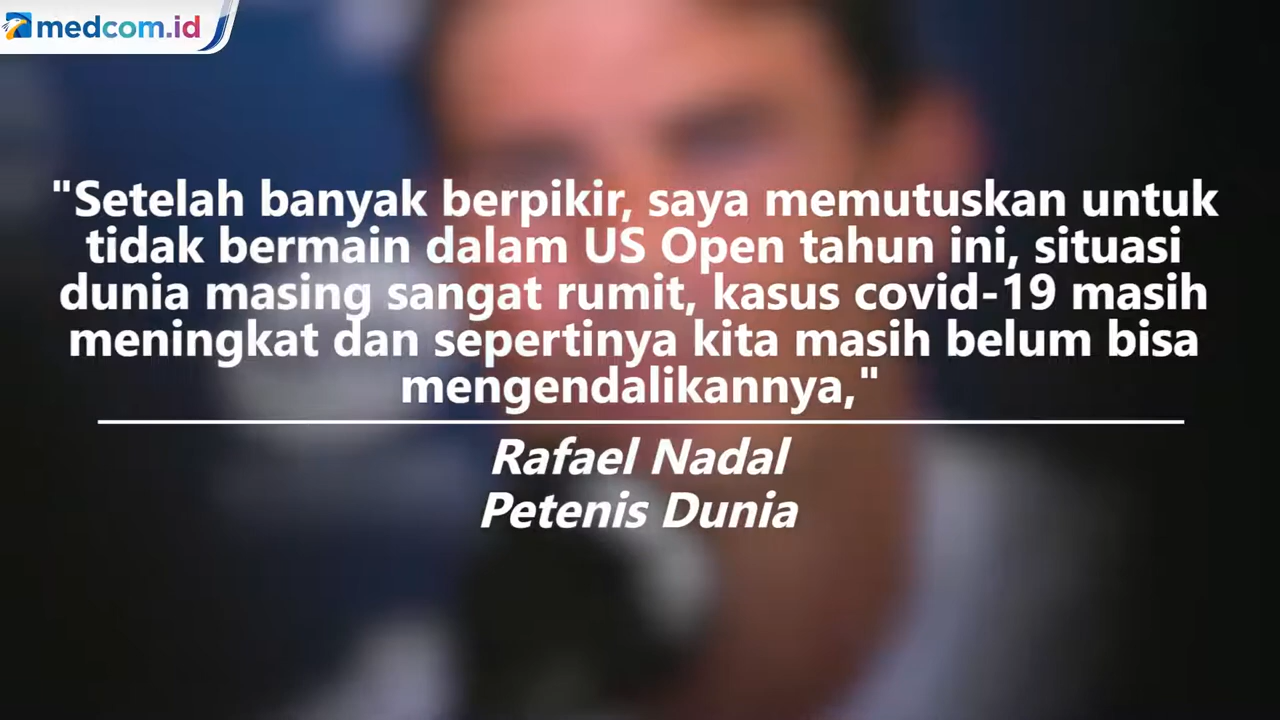 medcom.id
"Setelah banyak berpikir, saya memutuskan untuk
tidak bermain dalam US Open tahun ini, situasi
dunia masing sangat rumit, kasus covid-19 masih
meningkat dan sepertinya kita masih belum bisa
mengendalikannya,"
Rafael Nadal
Petenis Dunia